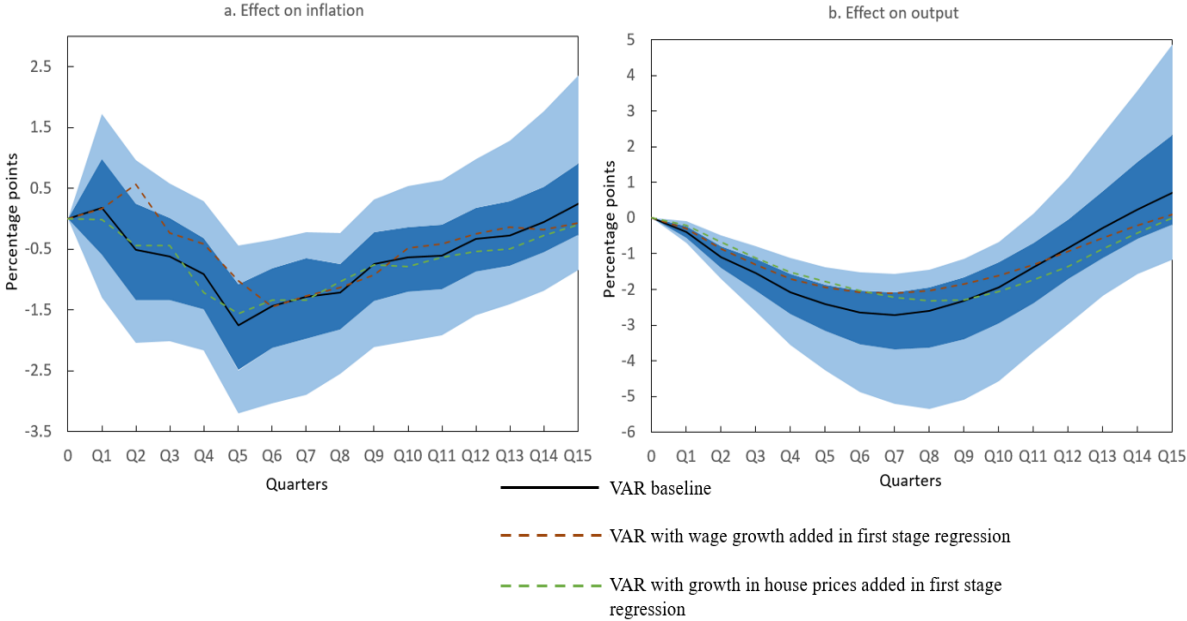 a. Effect on inflation
Percentage points
2.5
1.5
0.5
-0.5
-1.5
-2.5
-3.5
0 Q1 Q2 Q3 Q4 Q5 Q6 Q7 Q8 Q9 Q10 Q11 Q12 Q13 Q14 Q15
Quarters
b. Effect on output
Percentage points
5
4
3
2
1
0
-1
-2
-3
-4
-5
-6
0 Q1 Q2 Q3 Q4 Q5 Q6 Q7 Q8 Q9 Q10 Q11 Q12 Q13 Q14 Q15
Quarters
VAR baseline
VAR with wage growth added in first stage regression
VAR with growth in house prices added in first stage
regression